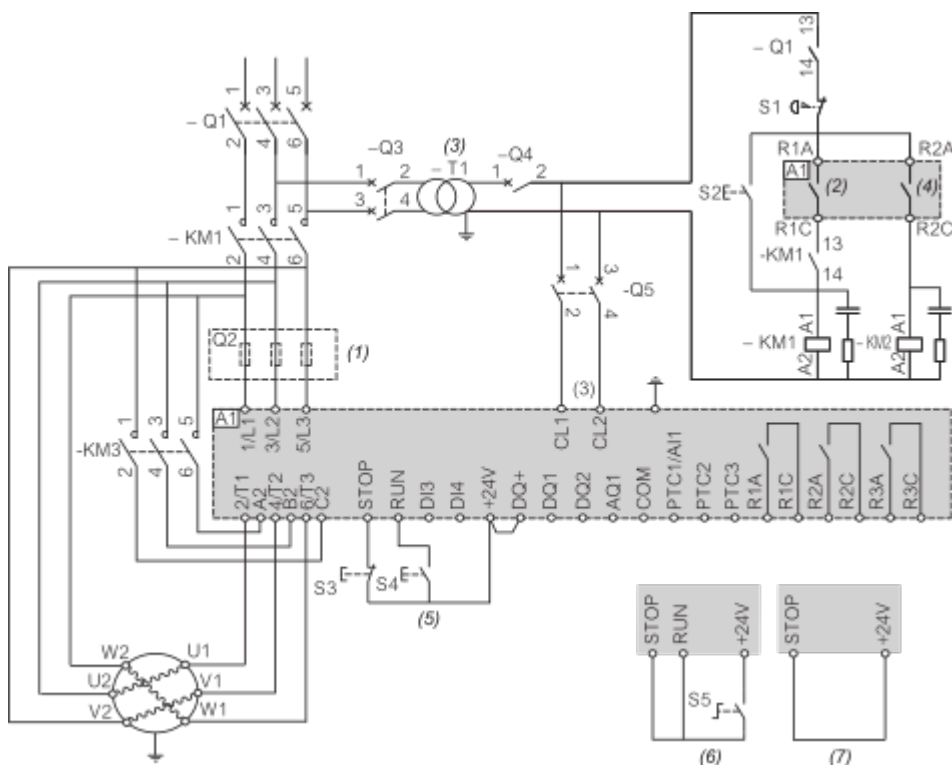 13
– Q1
14
1 3 5
– Q1
2 4 6
S1
–Q3
(3)
– T1
–Q4
1 2
3 4
1 2
R1A R2A
A1
(2) (4)
S2
R1C R2C
1 3 5
– KM1
2 4 6
13
-KM1
14
1 3
-Q5
2 4
A1 A1
– KM1 – KM2
A2 A2
Q2
(1)
(3)
A1
1/L1 3/L2 5/L3 CL1 CL2
1 3 5
-KM3
2 4 6
2/T1 A2 4/T2 B2 6/T3 C2 STOP RUN DI3 DI4 +24V DQ+ DQ1 DQ2 AQ1 COM PTC1/AI1 PTC2 PTC3 R1A R1C R2A R2C R3A R3C
S3 S4
(5)
STOP RUN +24V
S5
(6)
STOP +24V
(7)
W2 U1
U2 V1
V2 W1